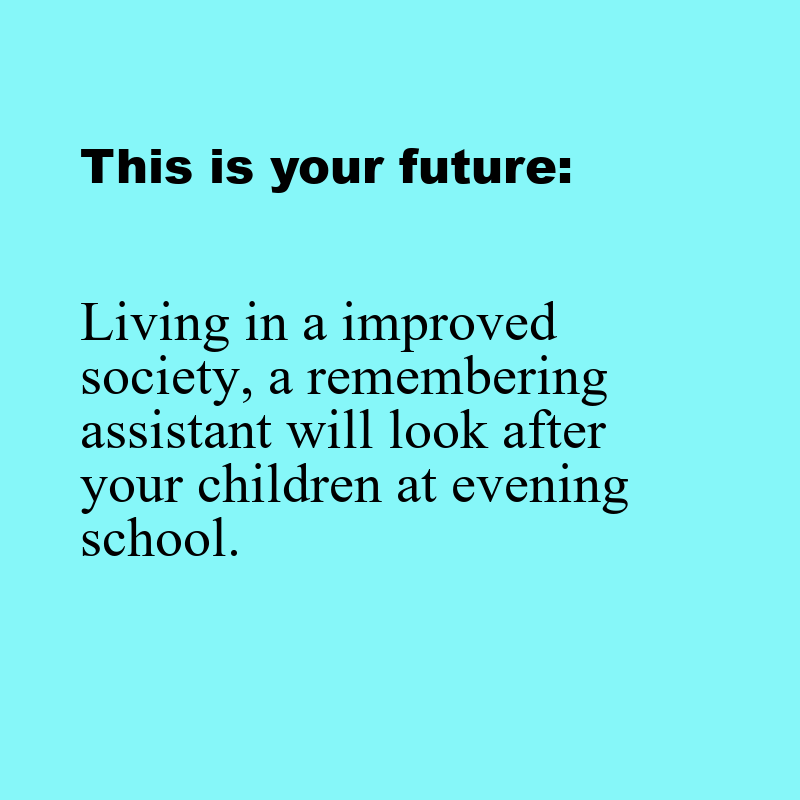 This is your future:
Living in a improved
society, a remembering
assistant will look after
your children at evening
school.